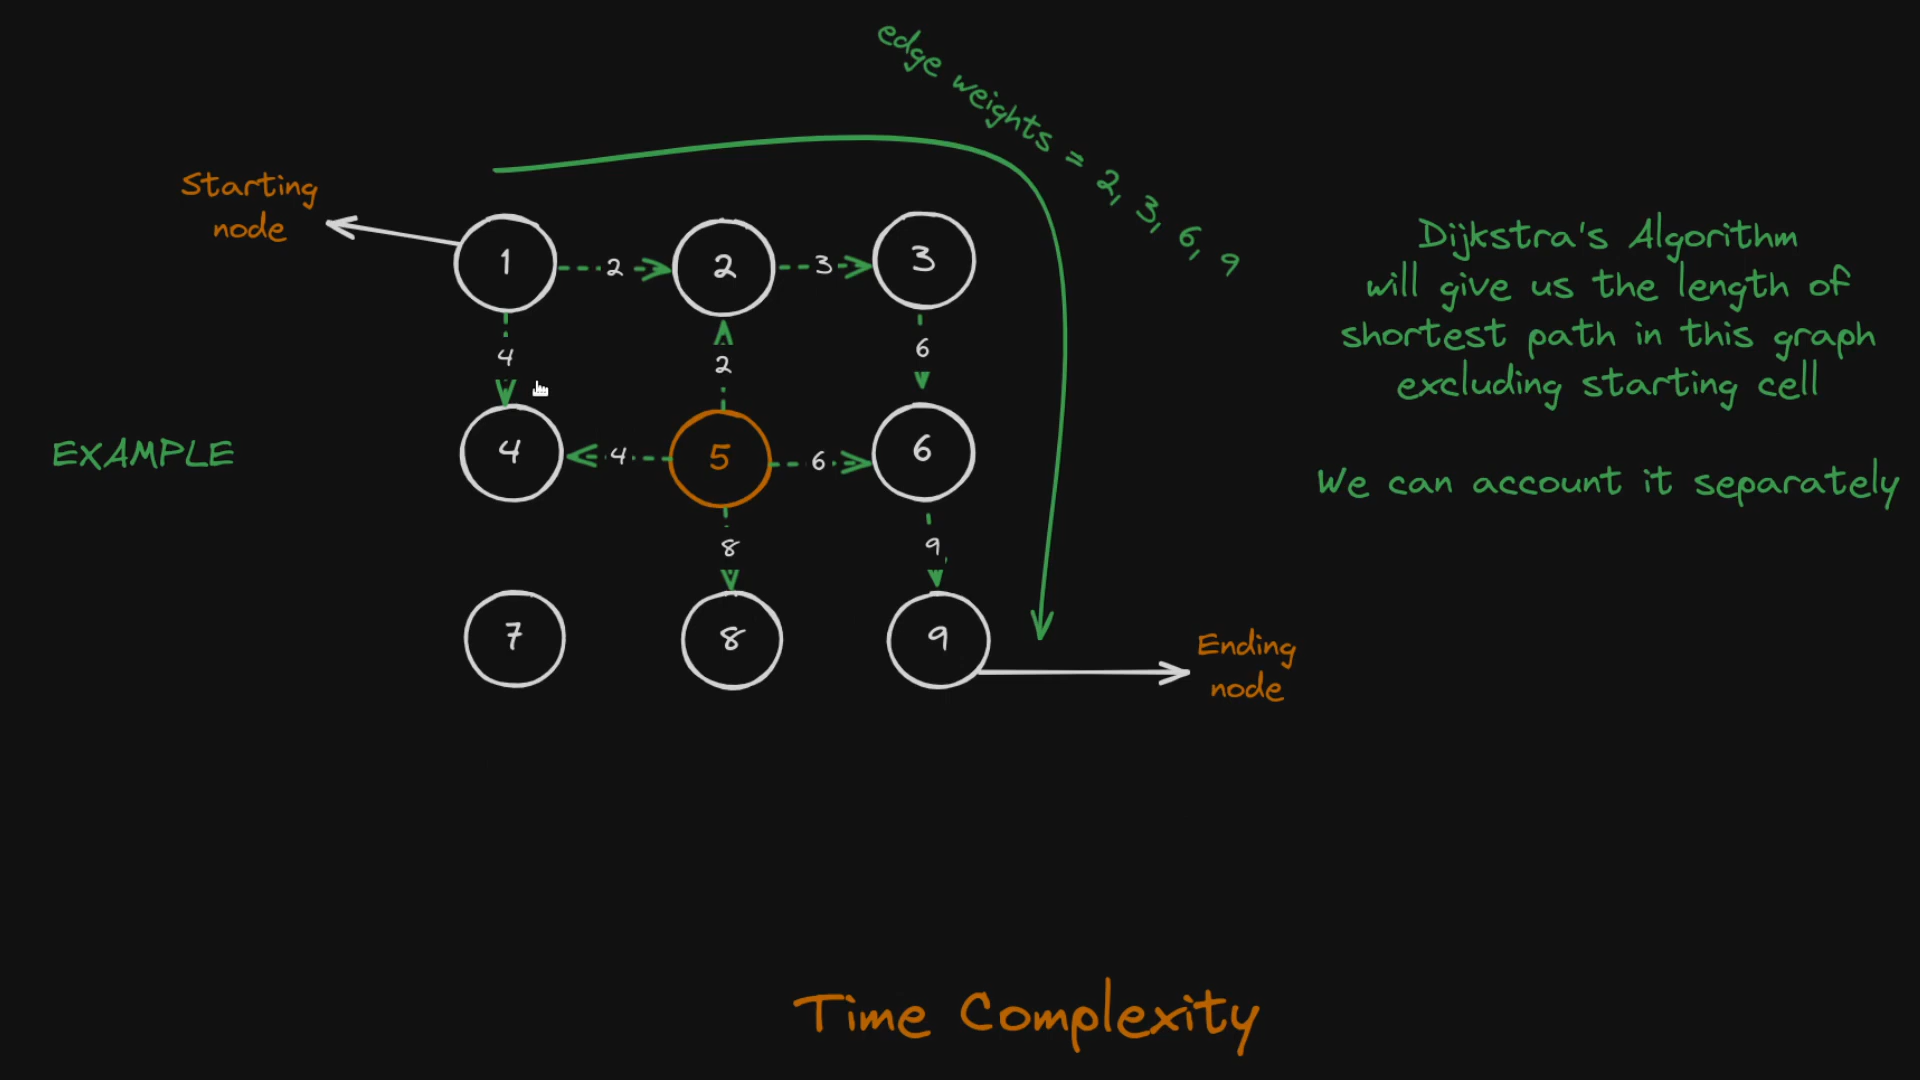 edge weights = 2, 3, 6, 9
Starting
node
1
2
2
3
3
4
2
6
Dijkstra's Algorithm
will give us the length of
shortest path in this graph
excluding starting cell
We can account it separately
EXAMPLE
4
4
5
6
6
8
9
7
8
9
Ending
node
Time Complexity